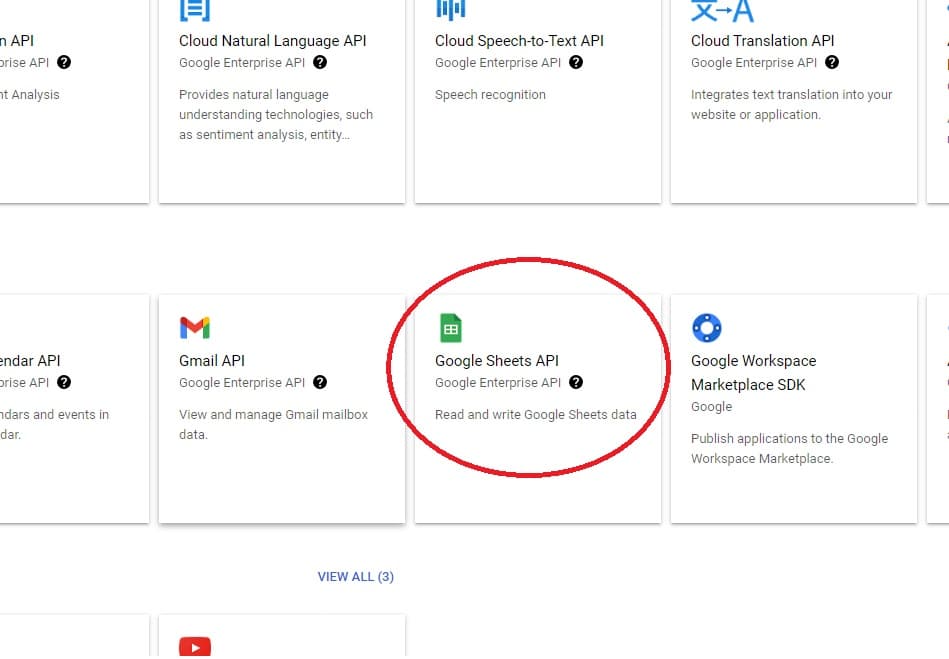 n API
prise API
nt Analysis
Cloud Natural Language API
Google Enterprise API
Provides natural language
understanding technologies, such
as sentiment analysis, entity...
Cloud Speech-to-Text API
Google Enterprise API
Speech recognition
文→A
Cloud Translation API
Google Enterprise API
Integrates text translation into your
website or application.
endar API
prise API
ndars and events in
dar.
Gmail API
Google Enterprise API
View and manage Gmail mailbox
data.
Google Sheets API
Google Enterprise API
Read and write Google Sheets data
Google Workspace
Marketplace SDK
Google
Publish applications to the Google
Workspace Marketplace.
VIEW ALL (3)